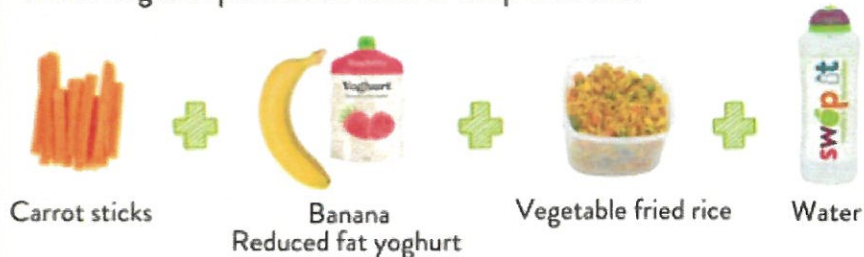 Yoghurt
swap it
Carrot sticks
Banana
Reduced fat yoghurt
Vegetable fried rice
Water